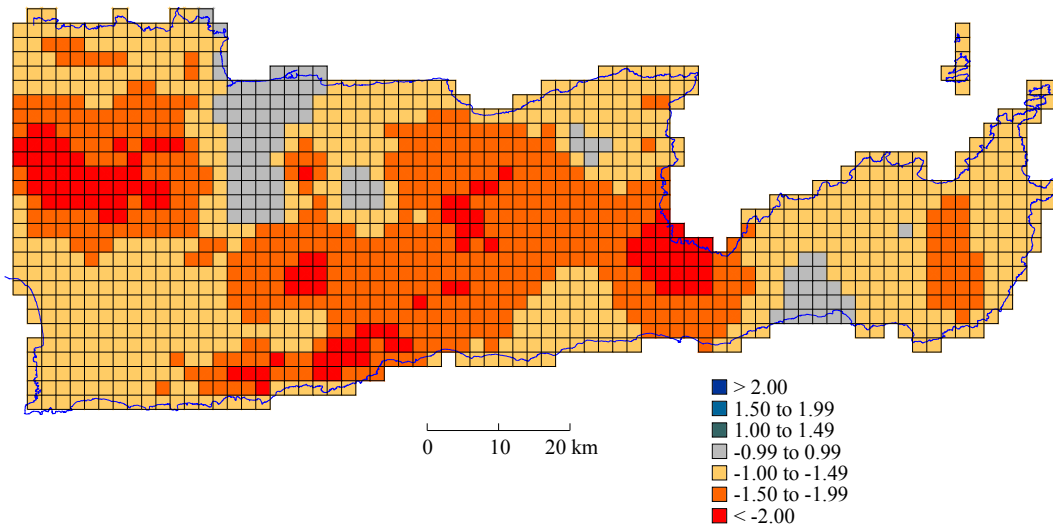 > 2.00
1.50 to 1.99
1.00 to 1.49
-0.99 to 0.99
-1.00 to -1.49
-1.50 to -1.99
< -2.00
0 10 20 km